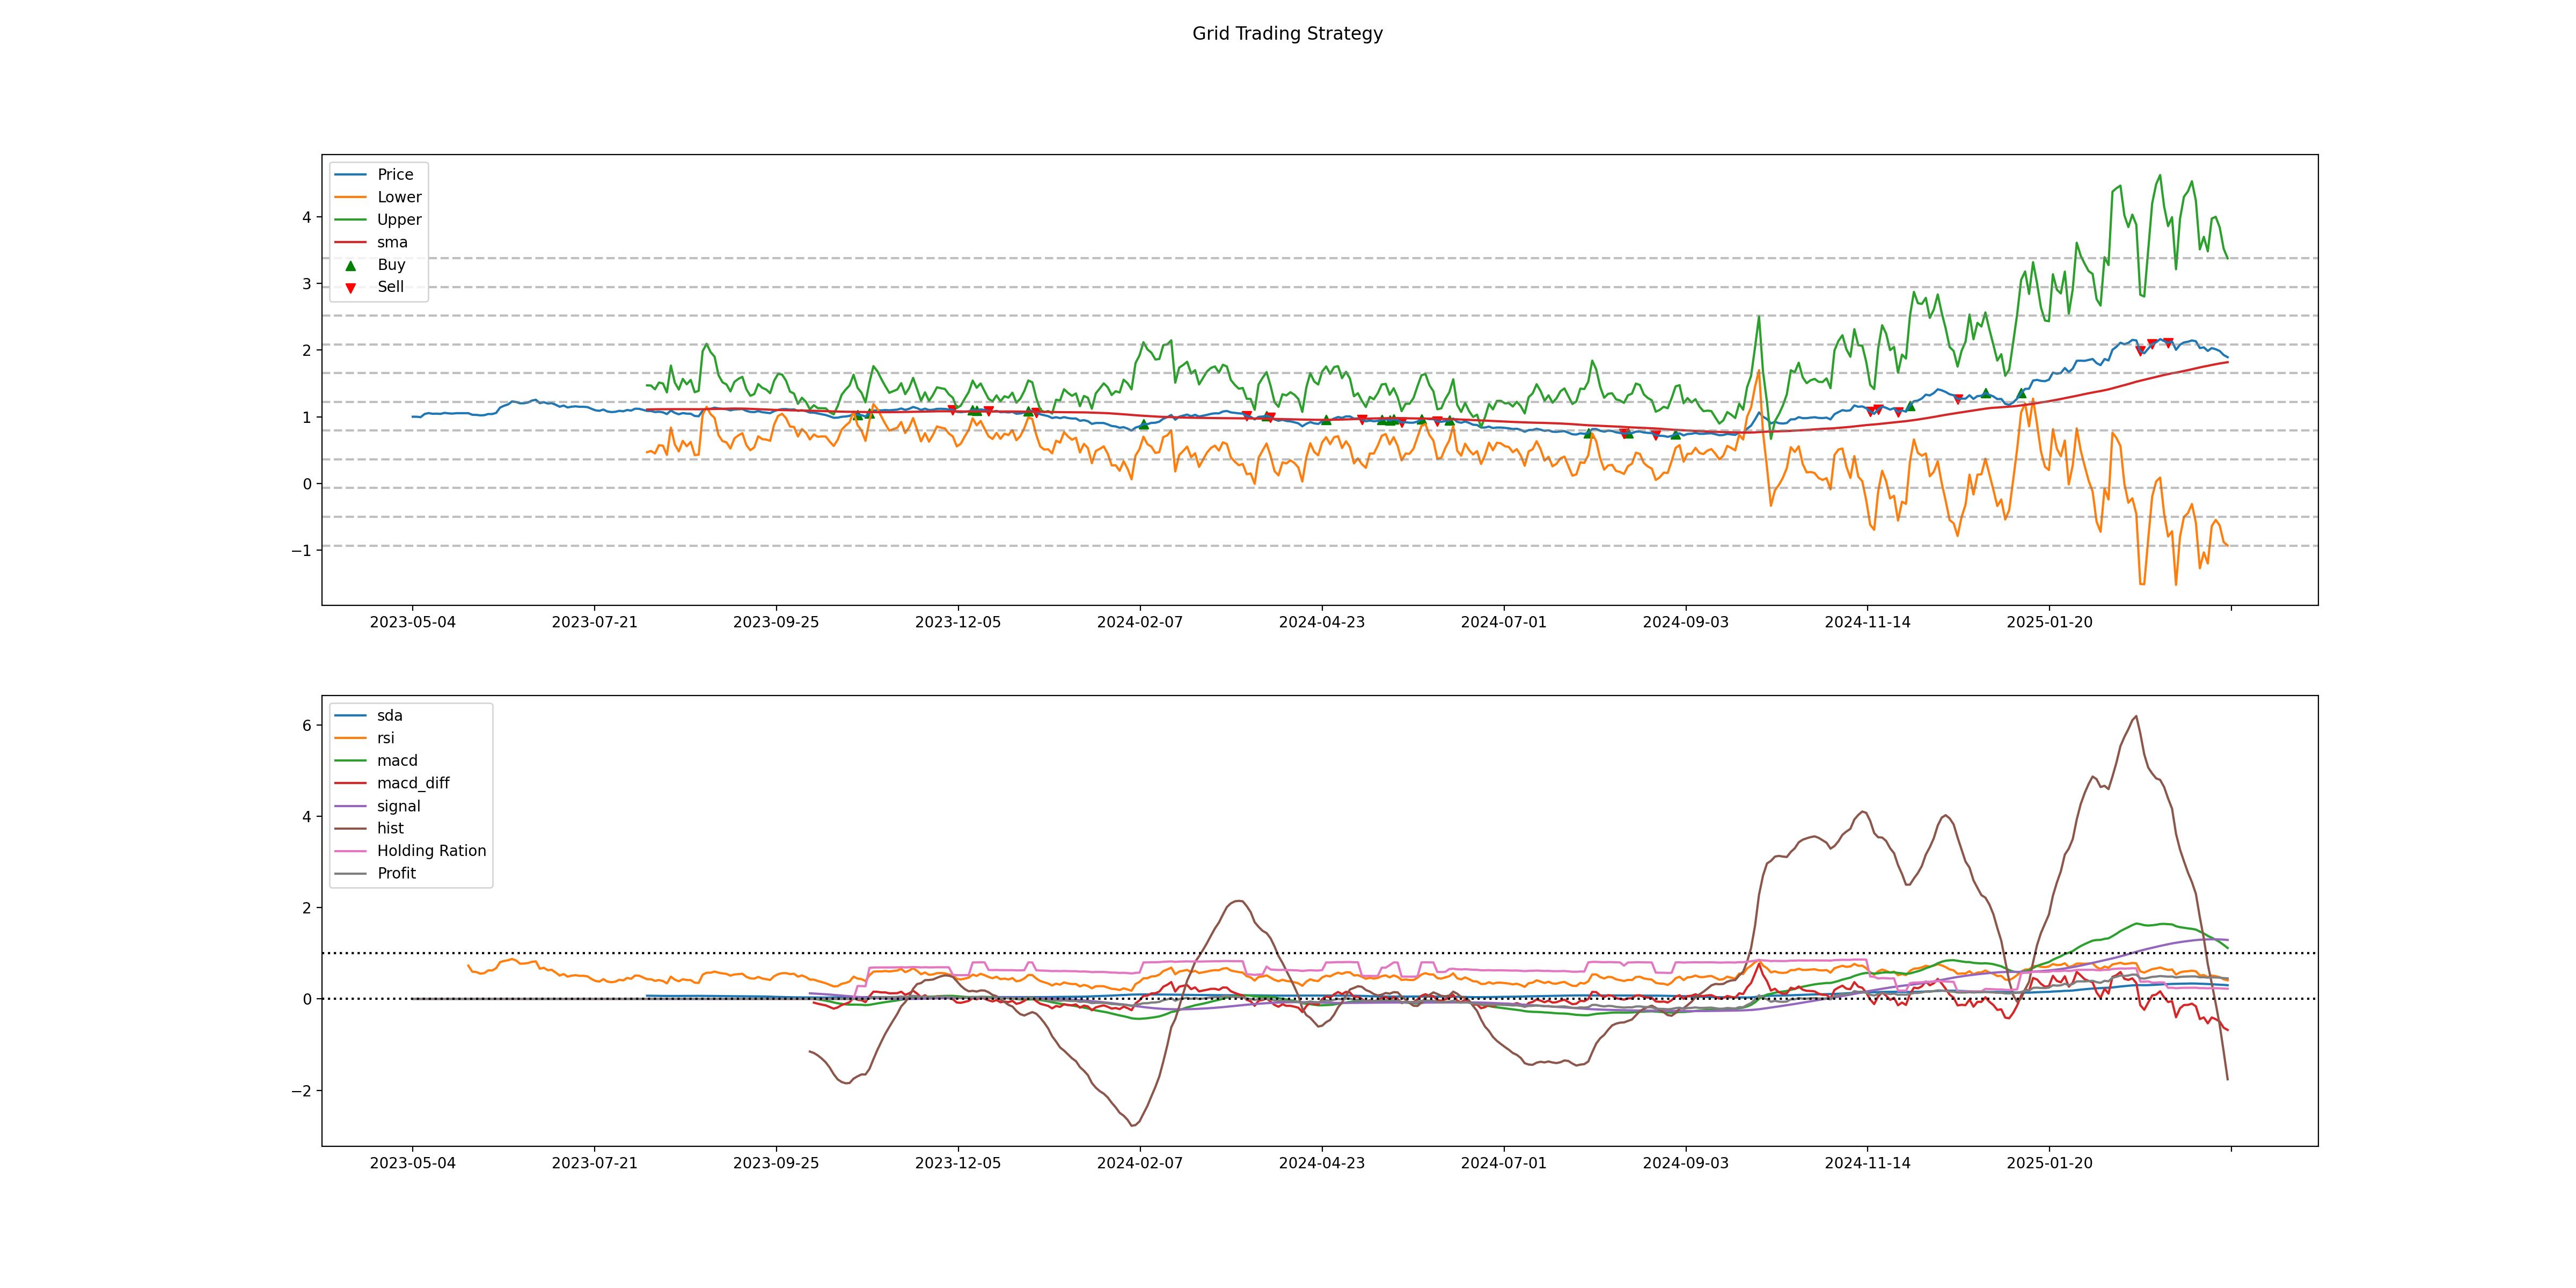 Grid Trading Strategy
Price
Lower
Upper
sma
Buy
Sell
4
3
2
1
0
−1
2023-05-04 2023-07-21 2023-09-25 2023-12-05 2024-02-07 2024-04-23 2024-07-01 2024-09-03 2024-11-14 2025-01-20
sda
rsi
macd
macd_diff
signal
hist
Holding Ration
Profit
6
4
2
0
−2
2023-05-04 2023-07-21 2023-09-25 2023-12-05 2024-02-07 2024-04-23 2024-07-01 2024-09-03 2024-11-14 2025-01-20